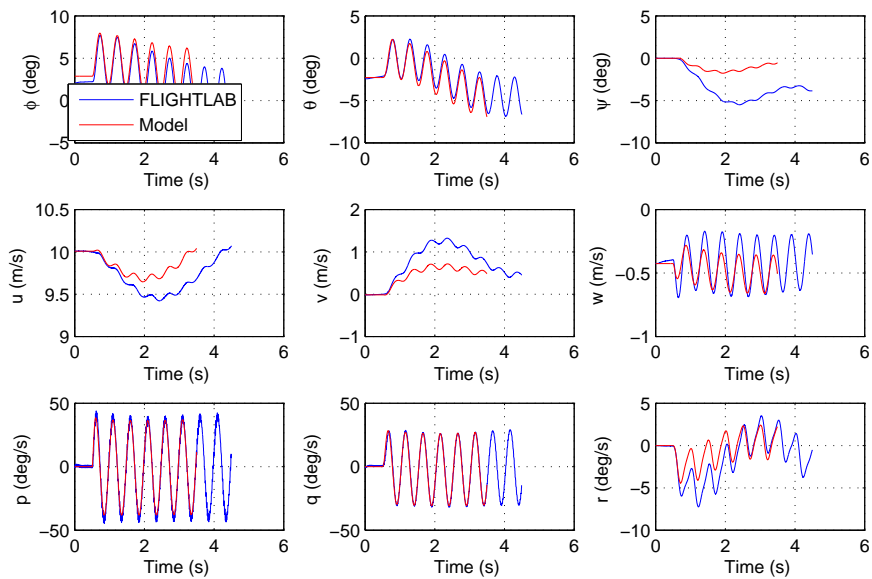 10
5
0
−5
ϕ (deg)
0 2 4 6
Time (s)
FLIGHTLAB
Model
5
0
−5
−10
θ (deg)
0 2 4 6
Time (s)
5
0
−5
−10
ψ (deg)
0 2 4 6
Time (s)
10.5
10
9.5
9
u (m/s)
0 2 4 6
Time (s)
2
1
0
−1
v (m/s)
0 2 4 6
Time (s)
0
−0.5
−1
w (m/s)
0 2 4 6
Time (s)
50
0
−50
p (deg/s)
0 2 4 6
Time (s)
50
0
−50
q (deg/s)
0 2 4 6
Time (s)
5
0
−5
−10
r (deg/s)
0 2 4 6
Time (s)